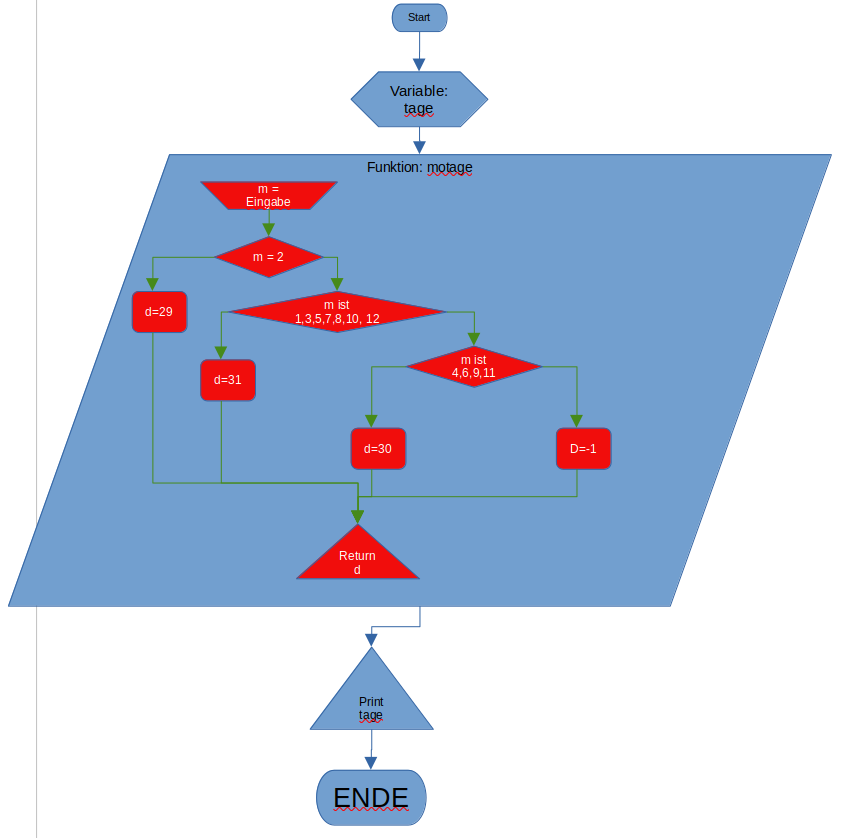 Start
Variable:
tage
Funktion: motage
m =
Eingabe
m = 2
d=29
m ist
1,3,5,7,8,10, 12
d=31
m ist
4,6,9,11
d=30
D=-1
Return
d
Print
tage
ENDE